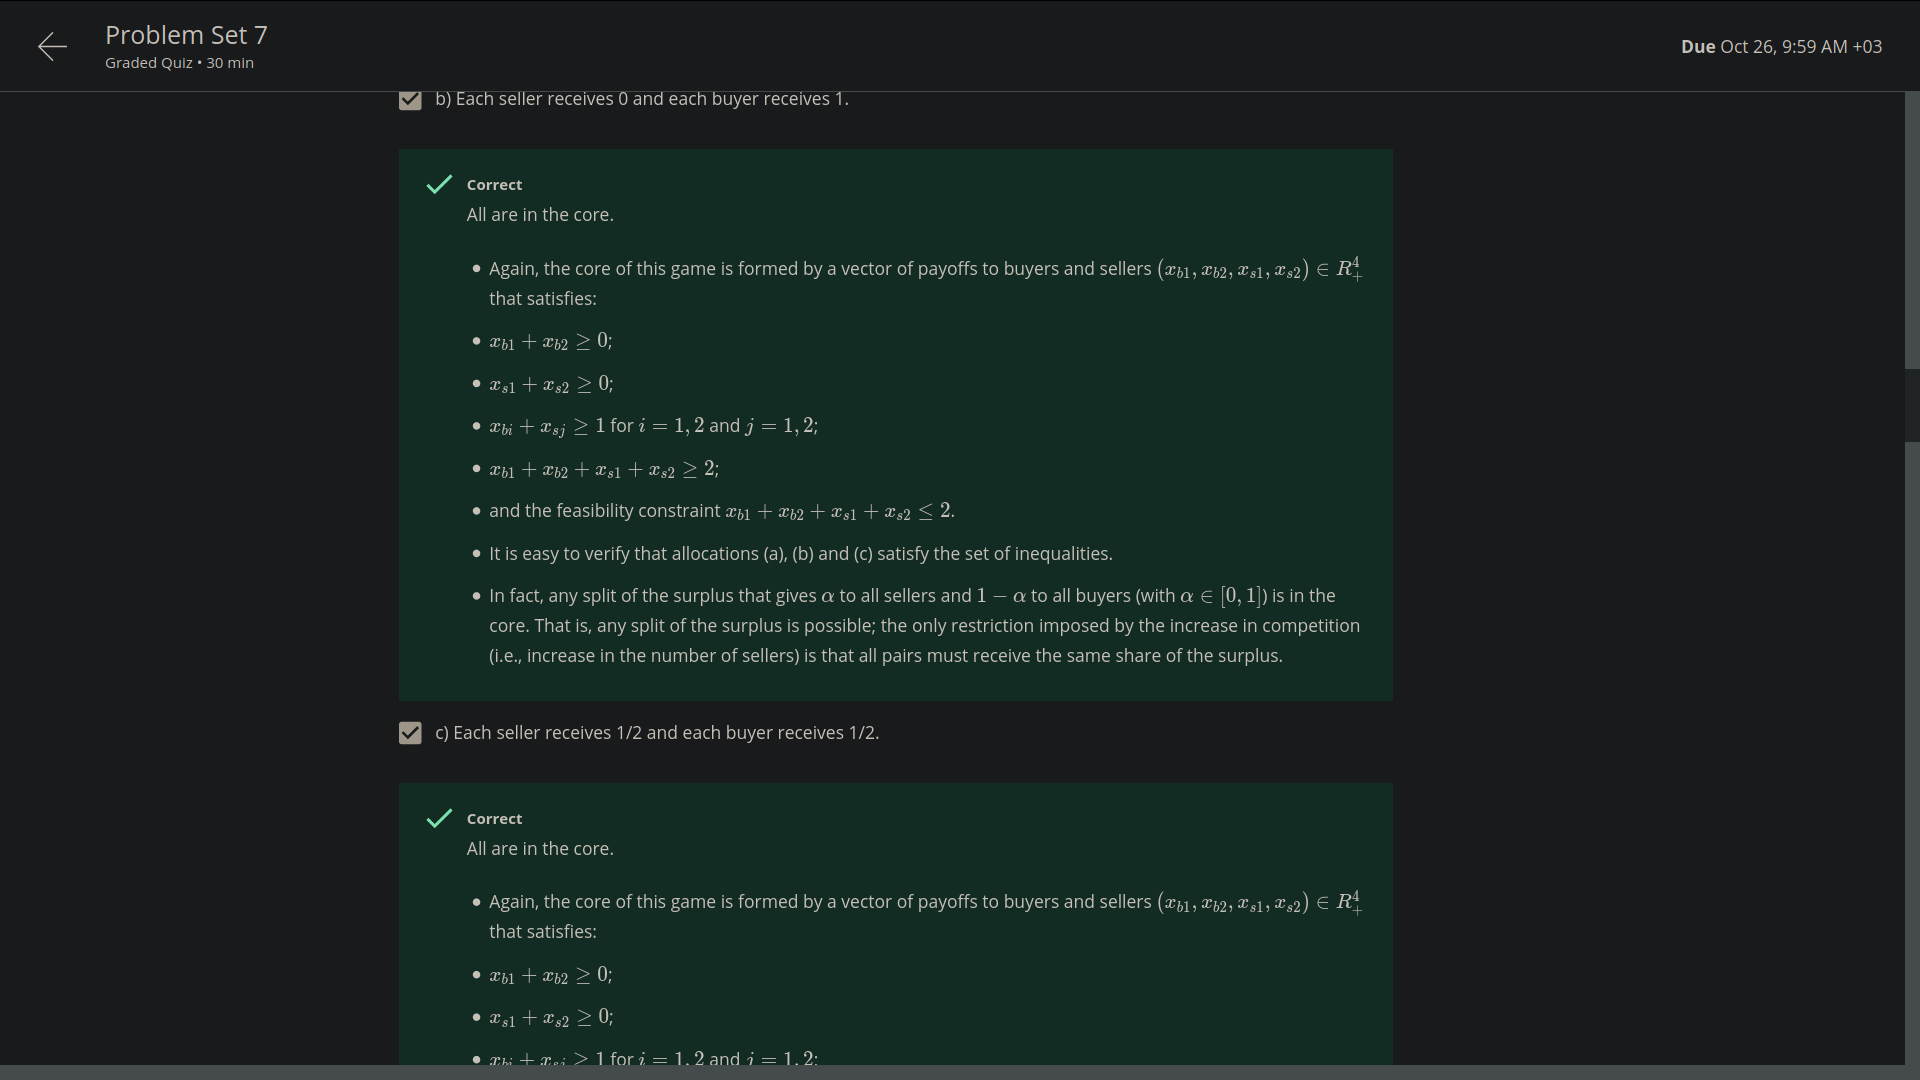 Problem Set 7
Graded Quiz • 30 min
Due Oct 26, 9:59 AM +03
b) Each seller receives 0 and each buyer receives 1.
Correct
All are in the core.
• Again, the core of this game is formed by a vector of payoffs to buyers and sellers $(x_{b1}, x_{b2}, x_{s1}, x_{s2}) \in R^4_+$
that satisfies:
• $x_{b1} + x_{b2} \geq 0$;
• $x_{s1} + x_{s2} \geq 0$;
• $x_{bi} + x_{sj} \geq 1$ for $i = 1, 2$ and $j = 1, 2$;
• $x_{b1} + x_{b2} + x_{s1} + x_{s2} \geq 2$;
• and the feasibility constraint $x_{b1} + x_{b2} + x_{s1} + x_{s2} \leq 2$.
• It is easy to verify that allocations (a), (b) and (c) satisfy the set of inequalities.
• In fact, any split of the surplus that gives $\alpha$ to all sellers and $1 - \alpha$ to all buyers (with $\alpha \in [0, 1]$) is in the
core. That is, any split of the surplus is possible; the only restriction imposed by the increase in competition
(i.e., increase in the number of sellers) is that all pairs must receive the same share of the surplus.
c) Each seller receives 1/2 and each buyer receives 1/2.
Correct
All are in the core.
• Again, the core of this game is formed by a vector of payoffs to buyers and sellers $(x_{b1}, x_{b2}, x_{s1}, x_{s2}) \in R^4_+$
that satisfies:
• $x_{b1} + x_{b2} \geq 0$;
• $x_{s1} + x_{s2} \geq 0$;
• $x_{bi} + x_{sj} \geq 1$ for $i = 1, 2$ and $j = 1, 2$;